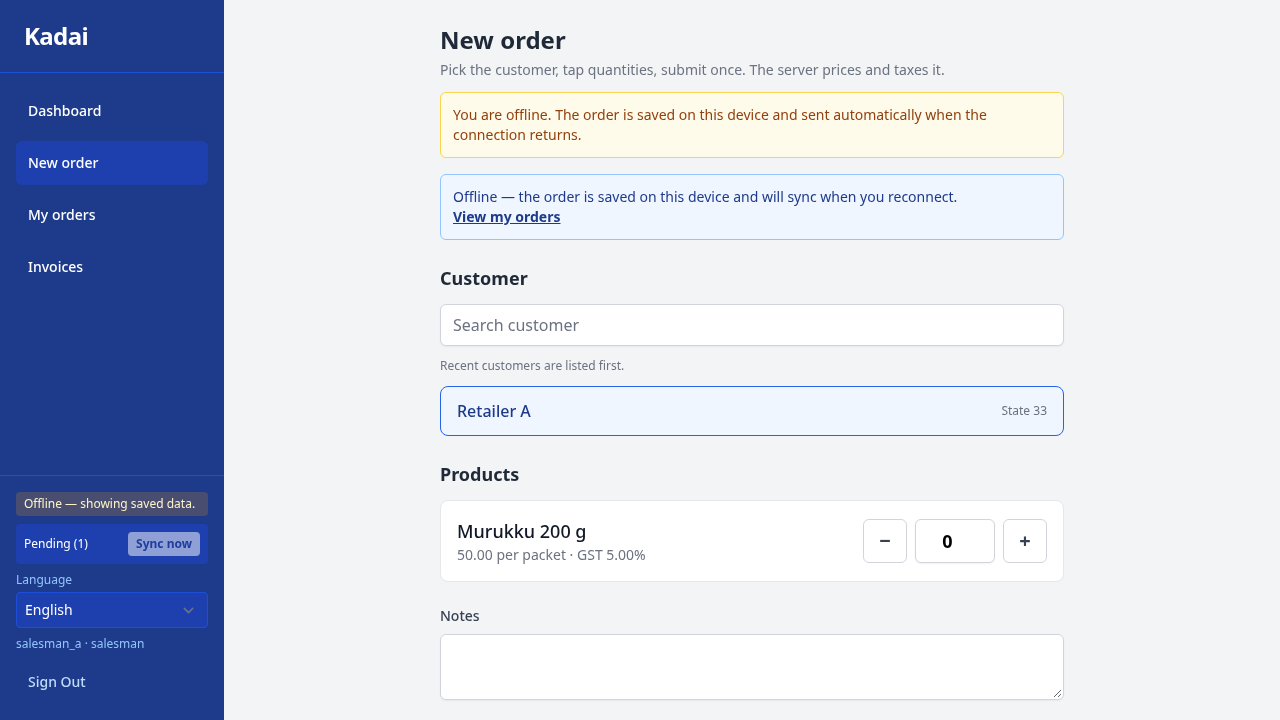 Kadai
Dashboard
New order
My orders
Invoices
Offline — showing saved data.
Pending (1)
Sync now
Language
English
salesman_a · salesman
Sign Out
New order
Pick the customer, tap quantities, submit once. The server prices and taxes it.
You are offline. The order is saved on this device and sent automatically when the
connection returns.
Offline — the order is saved on this device and will sync when you reconnect.
View my orders
Customer
Search customer
Recent customers are listed first.
Retailer A
State 33
Products
Murukku 200 g
50.00 per packet · GST 5.00%
− 0 +
Notes